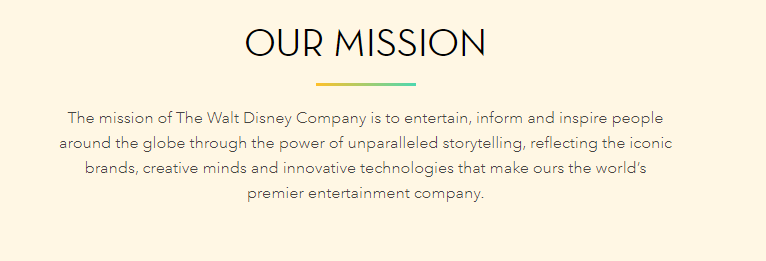 OUR MISSION
The mission of The Walt Disney Company is to entertain, inform and inspire people
around the globe through the power of unparalleled storytelling, reflecting the iconic
brands, creative minds and innovative technologies that make ours the world’s
premier entertainment company.